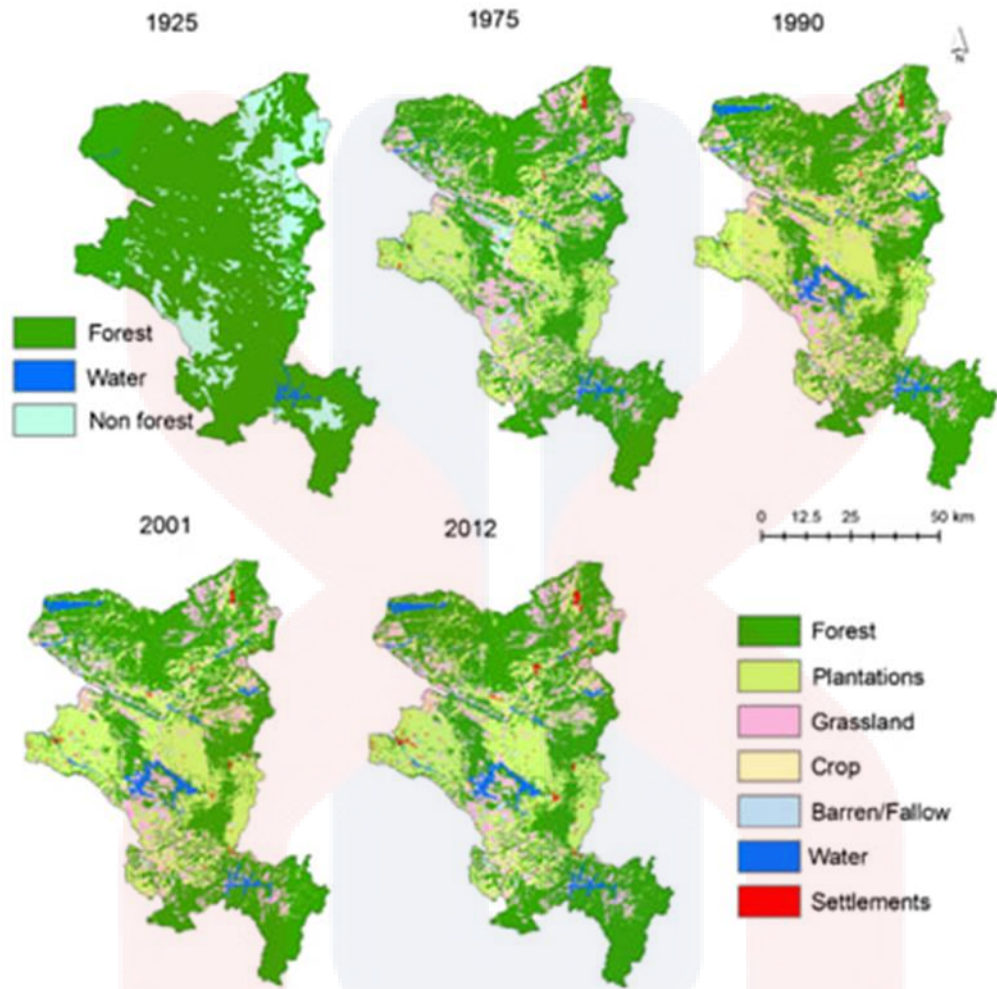 1925
1975
1990
N
Forest
Water
Non forest
2001
2012
0 12.5 25 50 km
Forest
Plantations
Grassland
Crop
Barren/Fallow
Water
Settlements